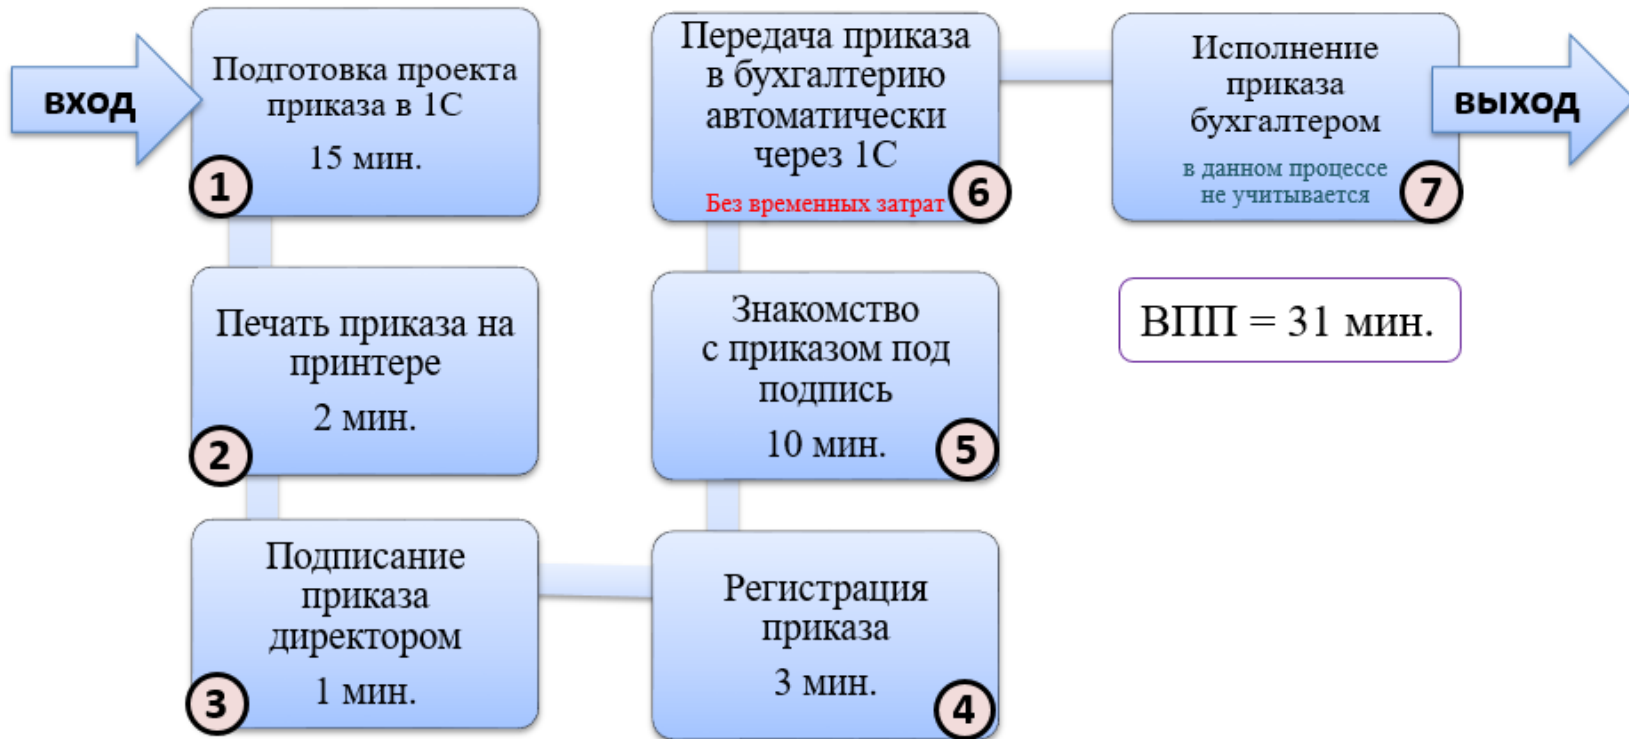 вход
Подготовка проекта
приказа в 1С
15 мин.
1
Печать приказа на
принтере
2 мин.
2
Подписание
приказа
директором
1 мин.
3
Регистрация
приказа
3 мин.
4
Знакомство
с приказом под
подпись
10 мин.
5
Передача приказа
в бухгалтерию
автоматически
через 1С
Без временных затрат
6
Исполнение
приказа
бухгалтером
в данном процессе
не учитывается
7
выход
ВПП = 31 мин.